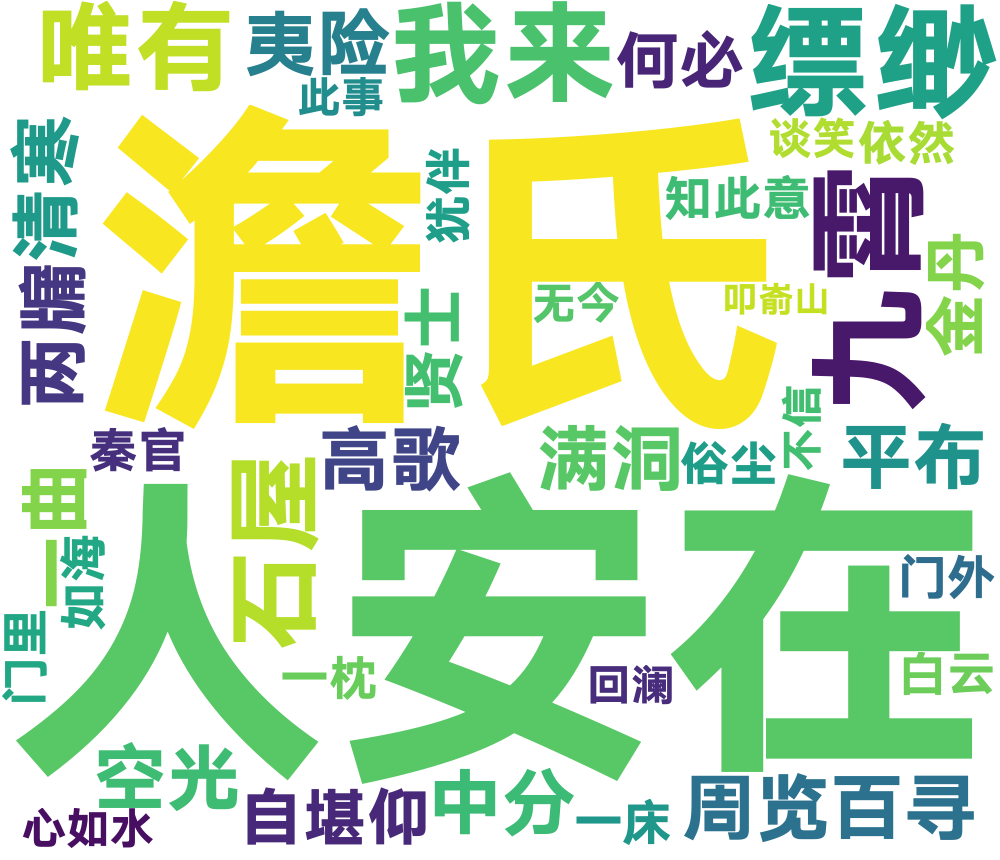 唯有
夷险
我来
何必
缥缈
此事
谈笑依然
清寒
澹氏
犹伴
知此意
九霄
金丹
两牖
贤士
无今
叩嵛山
秦官
高歌
满洞
俗尘
不信
平布
一曲
石屋
人安在
如海
门外
门里
一枕
回澜
白云
空光
中分
自堪仰
一床
周览百寻
心如水